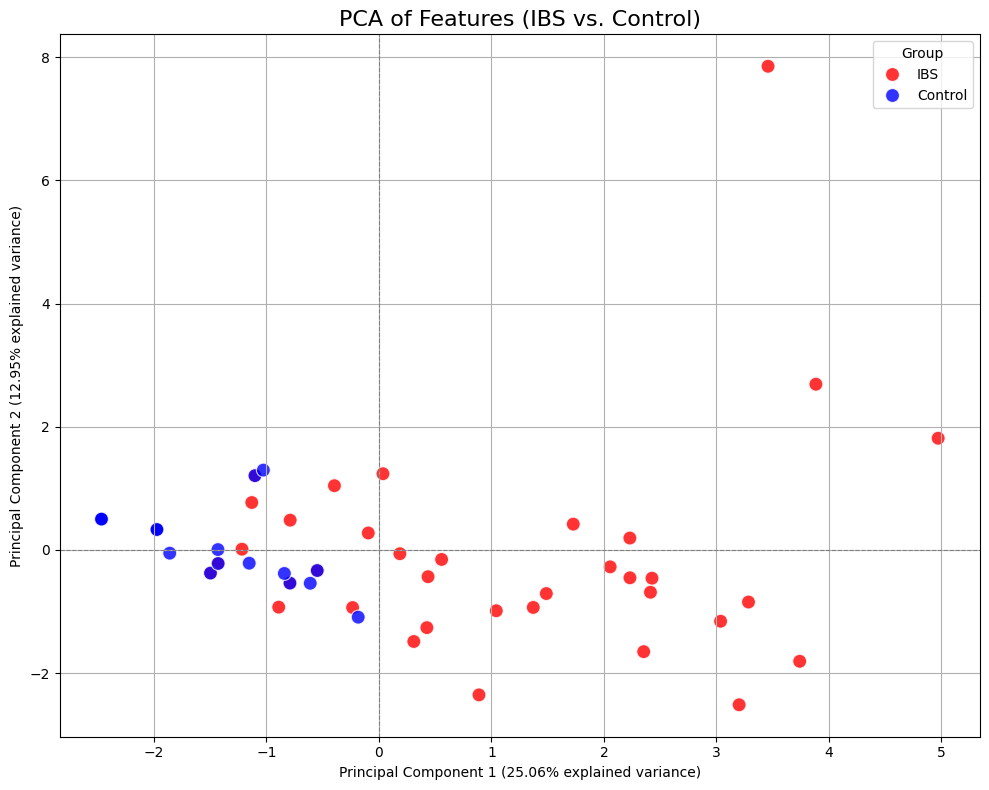 PCA of Features (IBS vs. Control)
Group
IBS
Control
Principal Component 2 (12.95% explained variance)
8
6
4
2
0
−2
−2
−1
0
1
2
3
4
5
Principal Component 1 (25.06% explained variance)